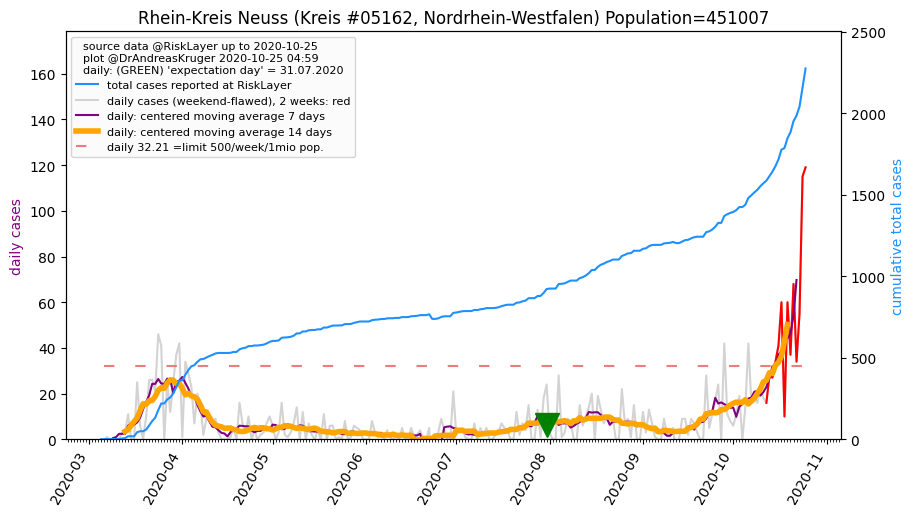 Rhein-Kreis Neuss (Kreis #05162, Nordrhein-Westfalen) Population=451007
source data @RiskLayer up to 2020-10-25
plot @DrAndreasKruger 2020-10-25 04:59
daily: (GREEN) 'expectation day' = 31.07.2020
total cases reported at RiskLayer
daily cases (weekend-flawed), 2 weeks: red
daily: centered moving average 7 days
daily: centered moving average 14 days
daily 32.21 =limit 500/week/1mio pop.
daily cases
160
140
120
100
80
60
40
20
0
2500
2000
1500
1000
500
0
cumulative total cases
2020-03
2020-04
2020-05
2020-06
2020-07
2020-08
2020-09
2020-10
2020-11